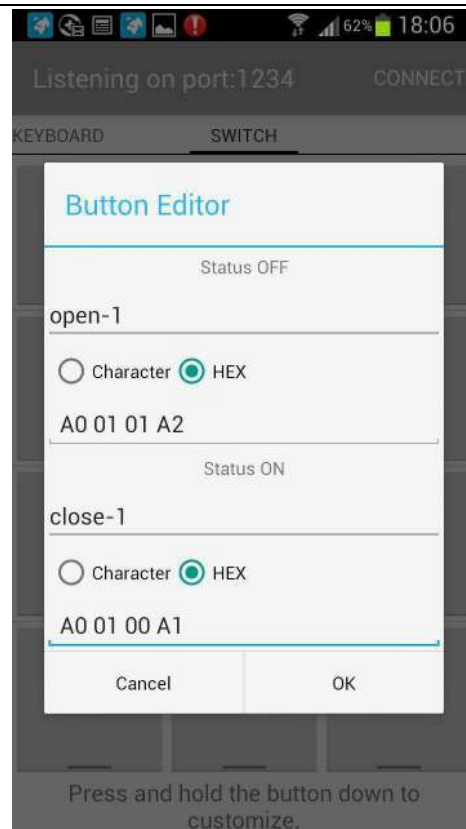 62% 18:06
Listening on port:1234 CONNECT
KEYBOARD SWITCH
Button Editor
Status OFF
open-1
Character HEX
A0 01 01 A2
Status ON
close-1
Character HEX
A0 01 00 A1
Cancel OK
Press and hold the button down to
customize.